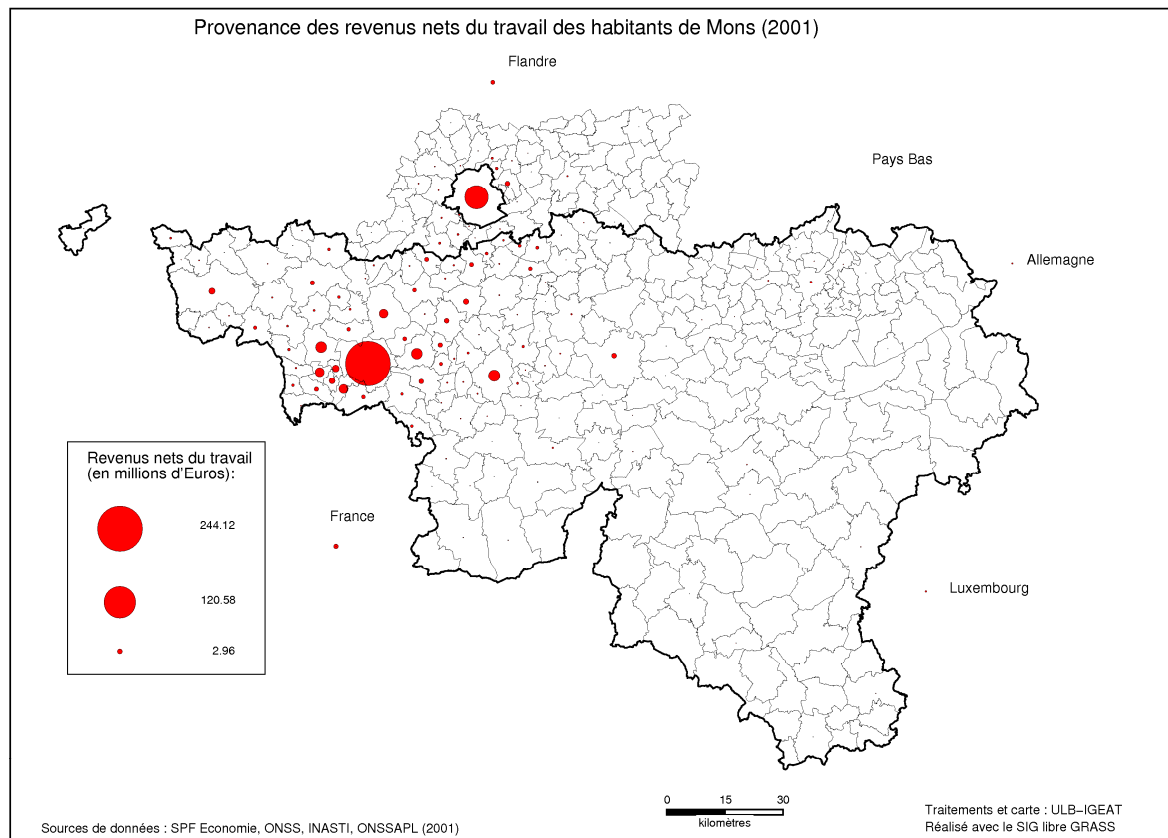 Provenance des revenus nets du travail des habitants de Mons (2001)
Flandre
Pays Bas
Allemagne
Revenus nets du travail
(en millions d'Euros):
244.12
120.58
2.96
France
Luxembourg
0 15 30
kilomètres
Sources de données : SPF Economie, ONSS, INASTI, ONSSAPL (2001)
Traitements et carte : ULB–IGEAT
Réalisé avec le SIG libre GRASS